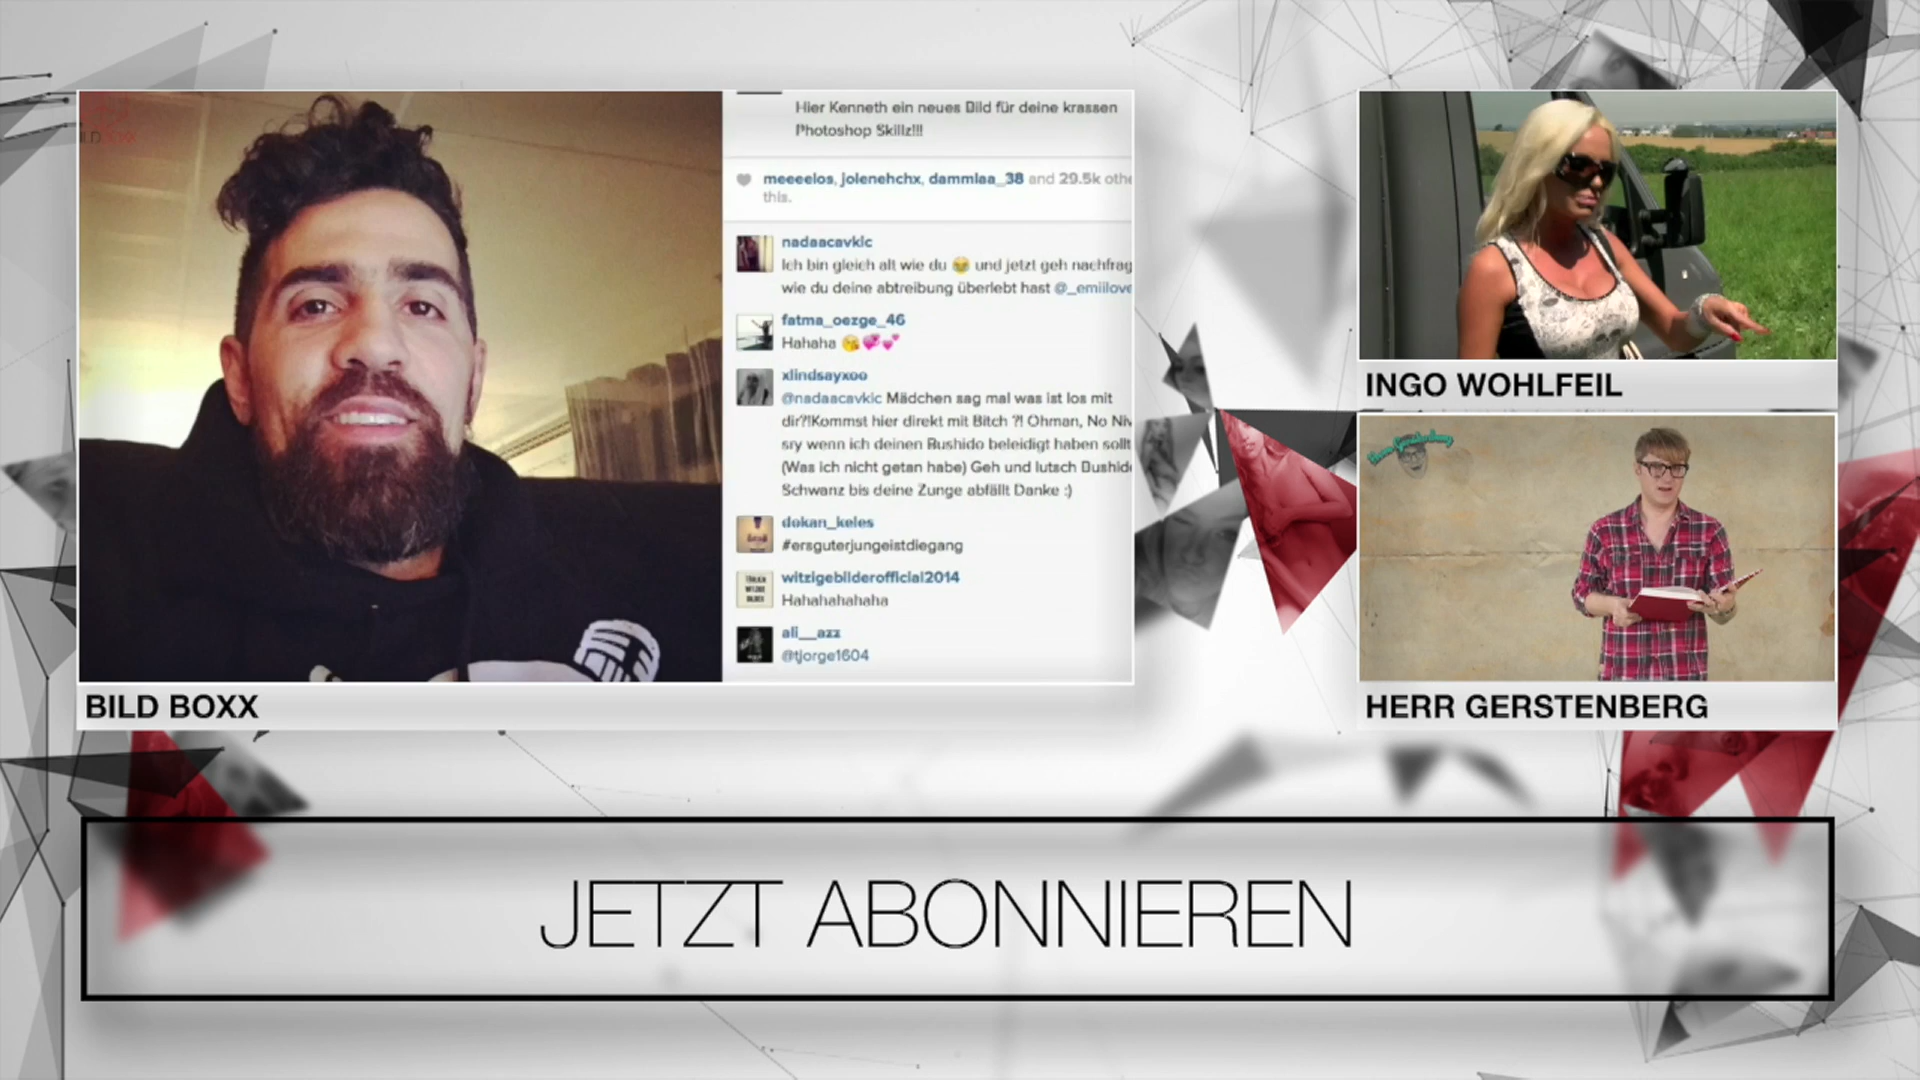 Hier Kenneth ein neues Bild für deine krassen
Photoshop Skillz!!!
meeeelos, jolenehchx, dammlaa_38 and 29.5k othe
this.
nadaacavkic
Ich bin gleich alt wie du 😂 und jetzt geh nachfrag
wie du deine abtreibung überlebt hast @_emiilove
fatma_oezge_46
Hahaha 😘💞💕
xlindsayxoo
@nadaacavkic Mädchen sag mal was ist los mit
dir?!Kommst hier direkt mit Bitch ?! Ohman, No Niv
sry wenn ich deinen Bushido beleidigt haben sollt
(Was ich nicht getan habe) Geh und lutsch Bushido
Schwanz bis deine Zunge abfällt Danke :)
dokan_keles
#ersguterjungeistdiegang
witzigebilderofficial2014
Hahahahahaha
ali__azz
@tjorge1604
BILD BOXX
INGO WOHLFEIL
HERR GERSTENBERG
JETZT ABONNIEREN